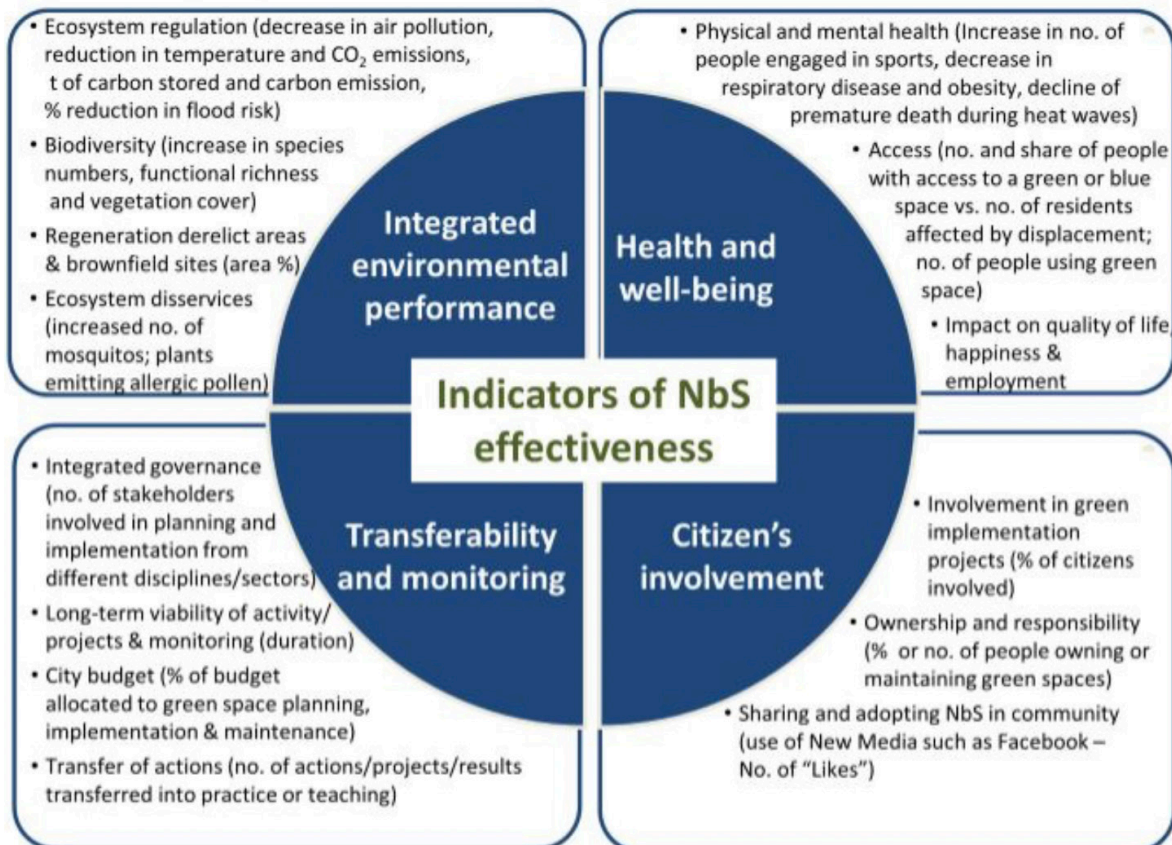 • Ecosystem regulation (decrease in air pollution,
reduction in temperature and CO₂ emissions,
t of carbon stored and carbon emission,
% reduction in flood risk)
• Biodiversity (increase in species
numbers, functional richness
and vegetation cover)
• Regeneration derelict areas
& brownfield sites (area %)
• Ecosystem disservices
(increased no. of
mosquitos; plants
emitting allergic pollen)
Integrated
environmental
performance
• Physical and mental health (Increase in no. of
people engaged in sports, decrease in
respiratory disease and obesity, decline of
premature death during heat waves)
• Access (no. and share of people
with access to a green or blue
space vs. no. of residents
affected by displacement;
no. of people using green
space)
• Impact on quality of life,
happiness &
employment
Health and
well-being
Indicators of NbS
effectiveness
• Integrated governance
(no. of stakeholders
involved in planning and
implementation from
different disciplines/sectors)
• Long-term viability of activity/
projects & monitoring (duration)
• City budget (% of budget
allocated to green space planning,
implementation & maintenance)
• Transfer of actions (no. of actions/projects/results
transferred into practice or teaching)
Transferability
and monitoring
Citizen's
involvement
• Involvement in green
implementation
projects (% of citizens
involved)
• Ownership and responsibility
(% or no. of people owning or
maintaining green spaces)
• Sharing and adopting NbS in community
(use of New Media such as Facebook –
No. of “Likes”)